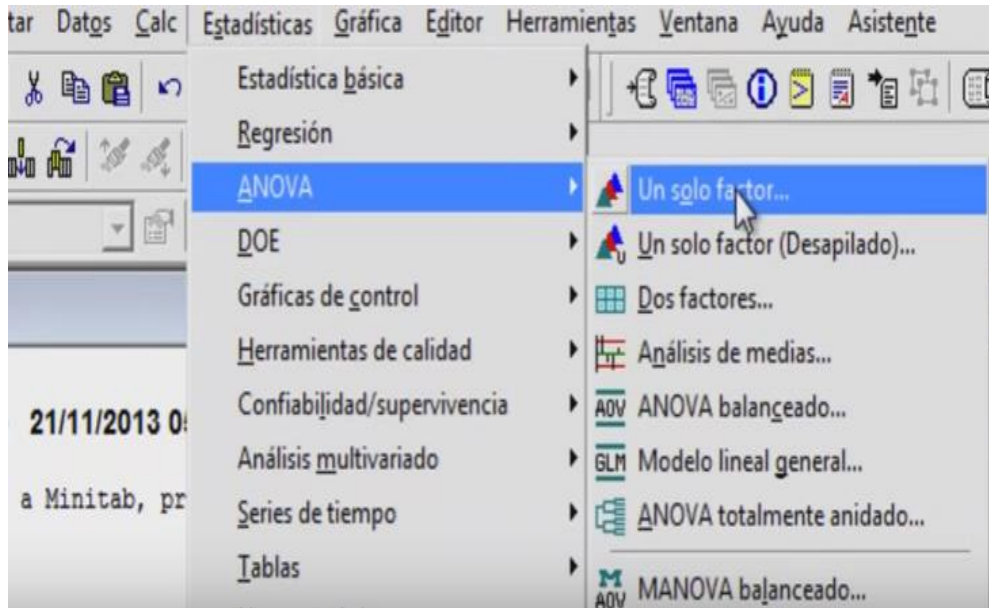 Datos Calc Estadísticas Gráfica Editor Herramientas Ventana Ayuda Asistente
Estadística básica
Regresión
ANOVA
DOE
Gráficas de control
Herramientas de calidad
Confiabilidad/supervivencia
Análisis multivariado
Series de tiempo
Tablas
Un solo factor...
Un solo factor (Desapilado)...
Dos factores...
Análisis de medias...
AOV ANOVA balanceado...
GLM Modelo lineal general...
ANOVA totalmente anidado...
M AOV MANOVA balanceado...
21/11/2013
a Minitab, pr